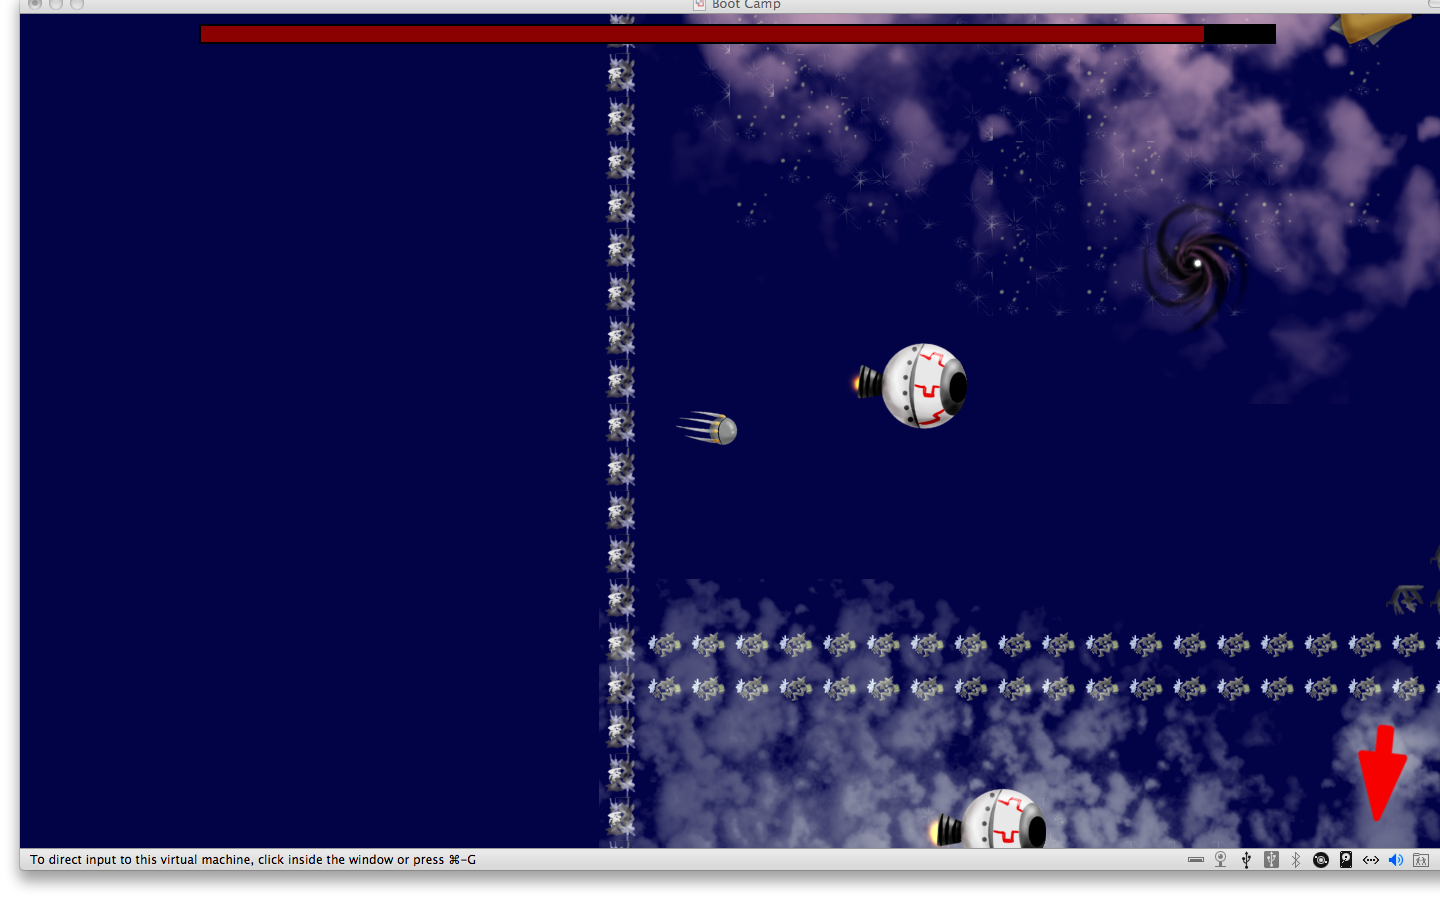 Boot Camp
To direct input to this virtual machine, click inside the window or press ⌘-G